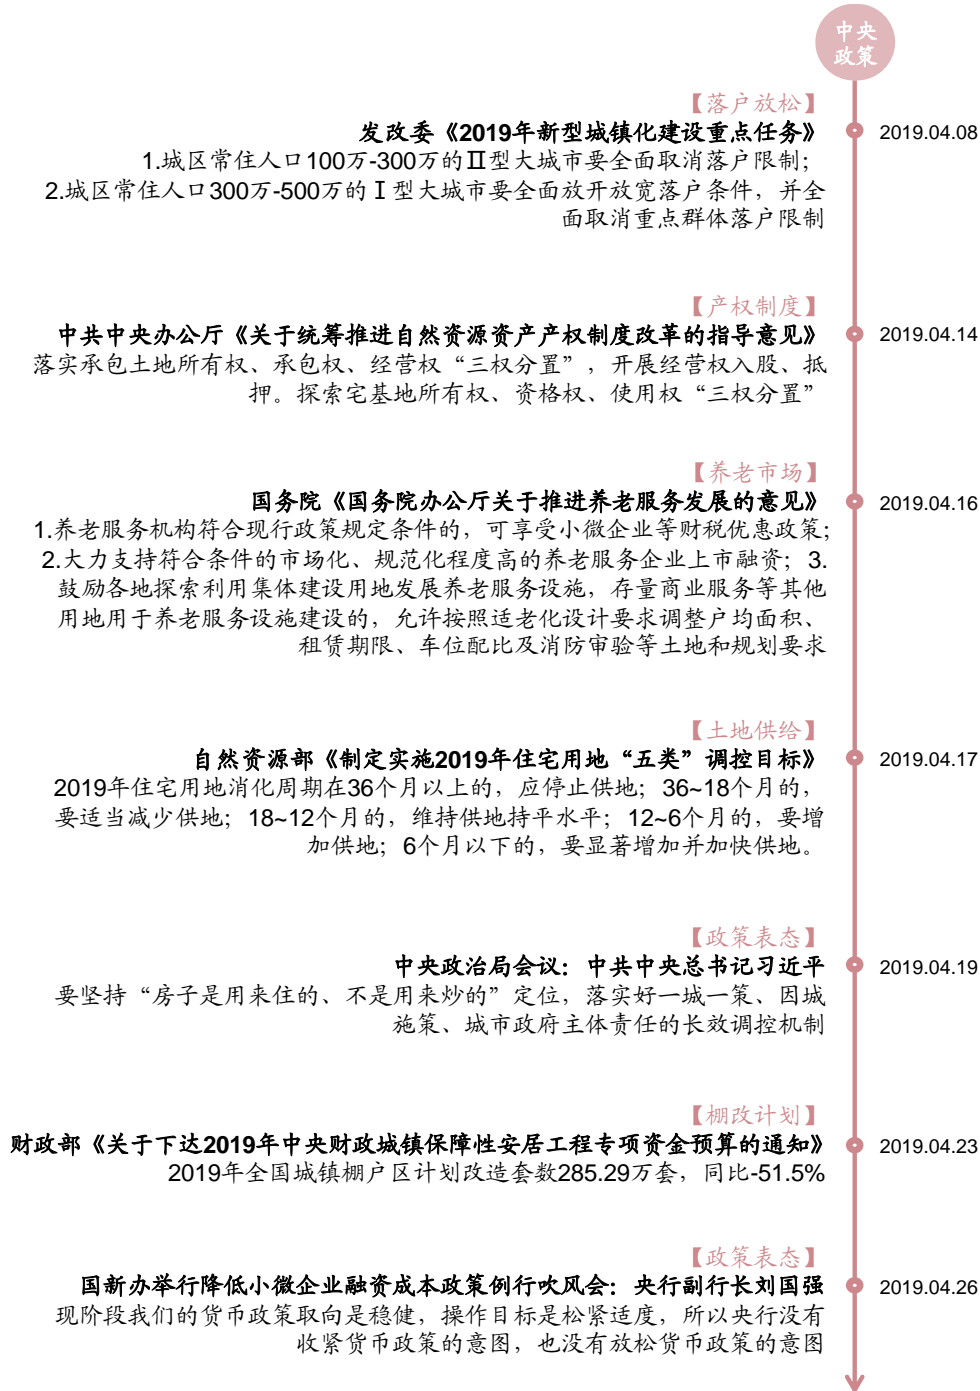 中央
政策
【落户放松】
发改委《2019年新型城镇化建设重点任务》
2019.04.08
1.城区常住人口100万-300万的Ⅱ型大城市要全面取消落户限制；
2.城区常住人口300万-500万的Ⅰ型大城市要全面放开放宽落户条件，并全
面取消重点群体落户限制
【产权制度】
中共中央办公厅《关于统筹推进自然资源资产产权制度改革的指导意见》
2019.04.14
落实承包土地所有权、承包权、经营权“三权分置”，开展经营权入股、抵
押。探索宅基地所有权、资格权、使用权“三权分置”
【养老市场】
国务院《国务院办公厅关于推进养老服务发展的意见》
2019.04.16
1.养老服务机构符合现行政策规定条件的，可享受小微企业等财税优惠政策；
2.大力支持符合条件的市场化、规范化程度高的养老服务企业上市融资；3.
鼓励各地探索利用集体建设用地发展养老服务设施，存量商业服务等其他
用地用于养老服务设施建设的，允许按照适老化设计要求调整户均面积、
租赁期限、车位配比及消防审验等土地和规划要求
【土地供给】
自然资源部《制定实施2019年住宅用地“五类”调控目标》
2019.04.17
2019年住宅用地消化周期在36个月以上的，应停止供地；36~18个月的，
要适当减少供地；18~12个月的，维持供地持平水平；12~6个月的，要增
加供地；6个月以下的，要显著增加并加快供地。
【政策表态】
中央政治局会议：中共中央总书记习近平
2019.04.19
要坚持“房子是用来住的、不是用来炒的”定位，落实好一城一策、因城
施策、城市政府主体责任的长效调控机制
【棚改计划】
财政部《关于下达2019年中央财政城镇保障性安居工程专项资金预算的通知》
2019.04.23
2019年全国城镇棚户区计划改造套数285.29万套，同比-51.5%
【政策表态】
国新办举行降低小微企业融资成本政策例行吹风会：央行副行长刘国强
2019.04.26
现阶段我们的货币政策取向是稳健，操作目标是松紧适度，所以央行没有
收紧货币政策的意图，也没有放松货币政策的意图